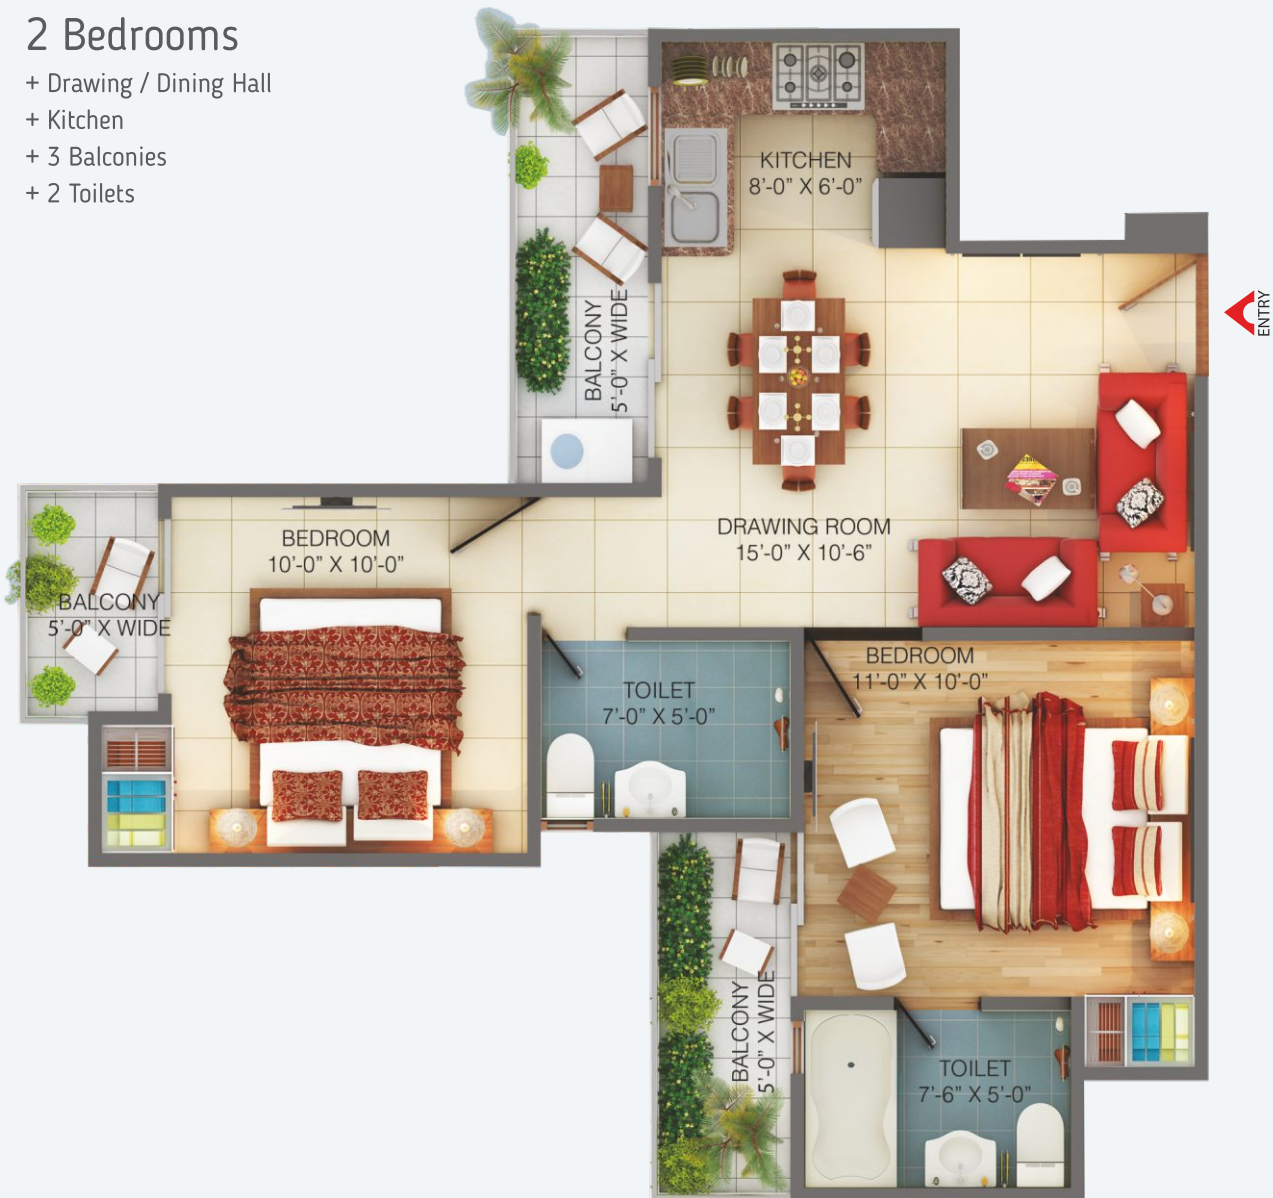 2 Bedrooms
+ Drawing / Dining Hall
+ Kitchen
+ 3 Balconies
+ 2 Toilets
KITCHEN
8'-0" X 6'-0"
ENTRY
BALCONY
5'-0" X WIDE
DRAWING ROOM
15'-0" X 10'-6"
BEDROOM
10'-0" X 10'-0"
BALCONY
5'-0" X WIDE
TOILET
7'-0" X 5'-0"
BEDROOM
11'-0" X 10'-0"
BALCONY
5'-0" X WIDE
TOILET
7'-6" X 5'-0"